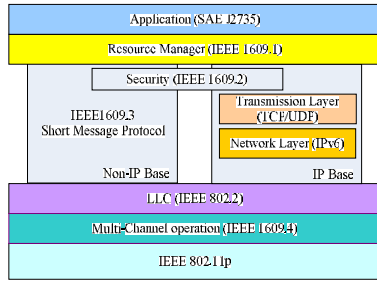 Application (SAE J2735)
Resource Manager (IEEE 1609.1)
Security (IEEE 1609.2)
IEEE1609.3
Short Message Protocol
Non-IP Base
Transmission Layer
(TCP/UDP)
Network Layer (IPv6)
IP Base
LLC (IEEE 802.2)
Multi-Channel operation (IEEE 1609.4)
IEEE 802.11p